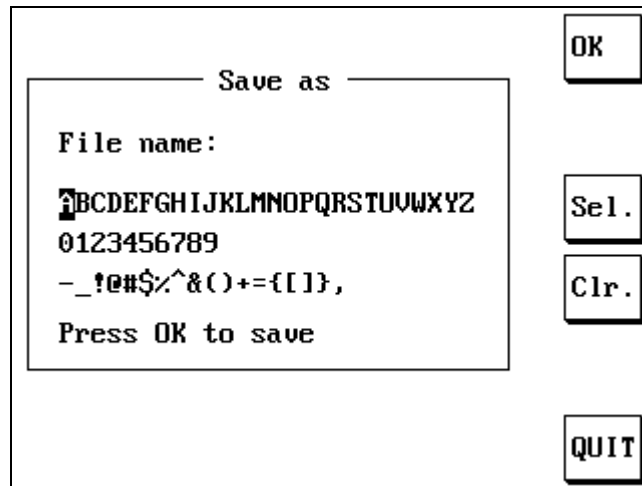 OK
Save as
File name:
ABCDEFGHIJKLMNOPQRSTUVWXYZ
Sel.
0123456789
-_!@#$%^&()+={[]},
Clr.
Press OK to save
QUIT